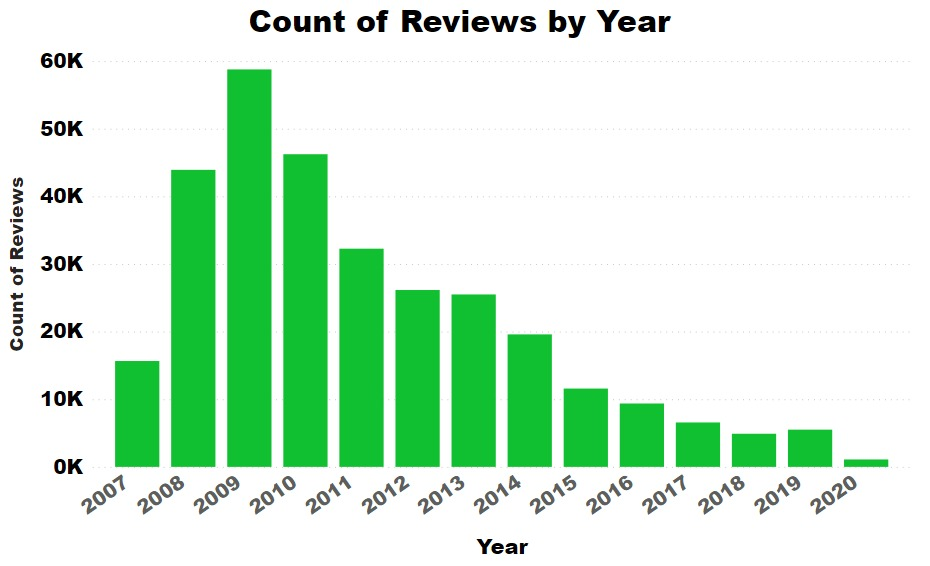 Count of Reviews by Year
Count of Reviews
60K
50K
40K
30K
20K
10K
0K
2007 2008 2009 2010 2011 2012 2013 2014 2015 2016 2017 2018 2019 2020
Year